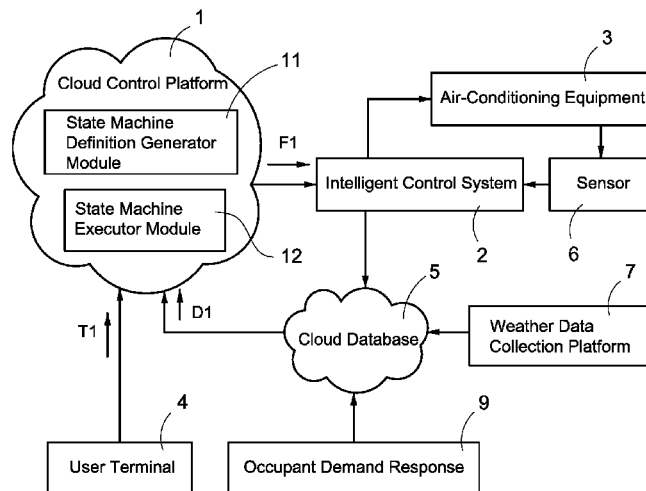 1
3
Cloud Control Platform
11
Air-Conditioning Equipment
State Machine
Definition Generator
Module
F1
Intelligent Control System
Sensor
State Machine
Executor Module
12
2
6
5
7
T1
D1
Cloud Database
Weather Data
Collection Platform
4
9
User Terminal
Occupant Demand Response